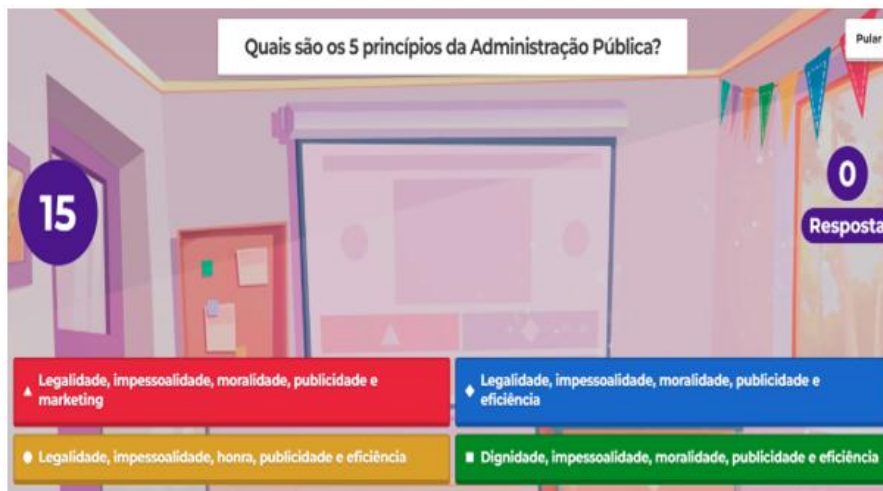 Quais são os 5 princípios da Administração Pública?
Pular
15
0
Resposta
Legalidade, impessoalidade, moralidade, publicidade e
marketing
Legalidade, impessoalidade, moralidade, publicidade e
eficiência
Legalidade, impessoalidade, honra, publicidade e eficiência
Dignidade, impessoalidade, moralidade, publicidade e eficiência